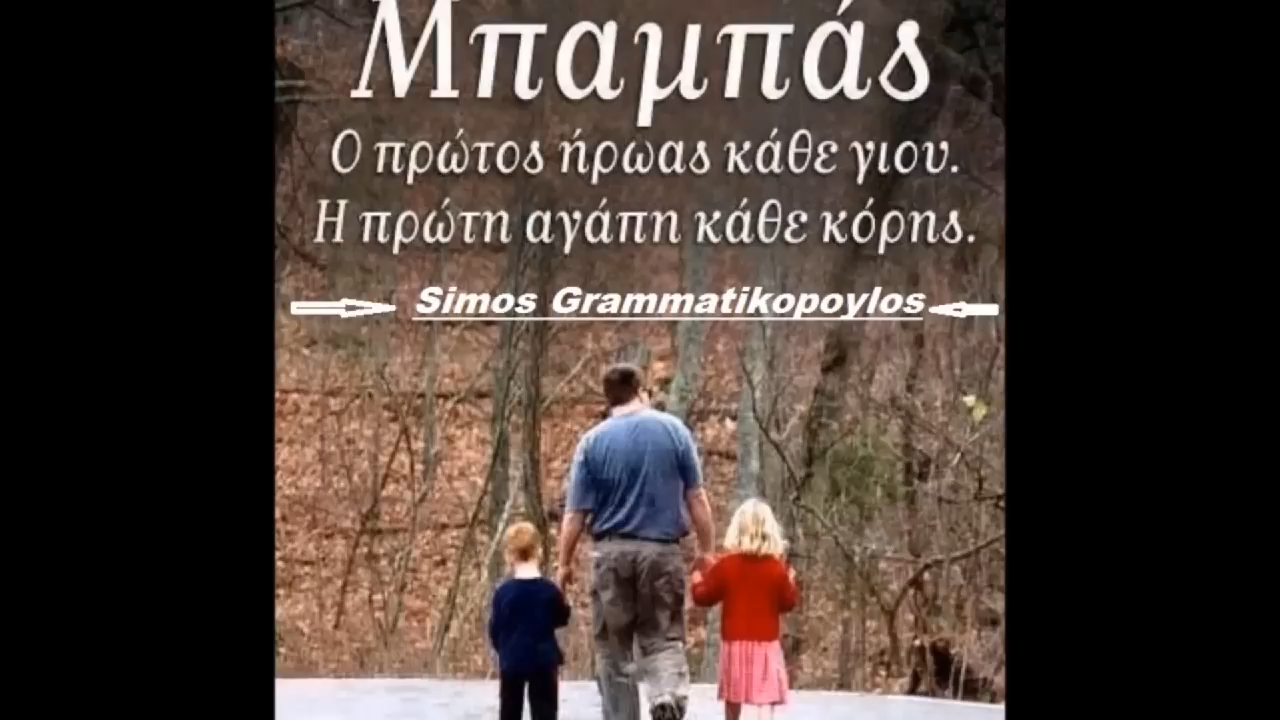 Μπαμπάς
Ο πρώτος ήρωας κάθε γιου.
Η πρώτη αγάπη κάθε κόρης.
Simos Grammatikopoylos